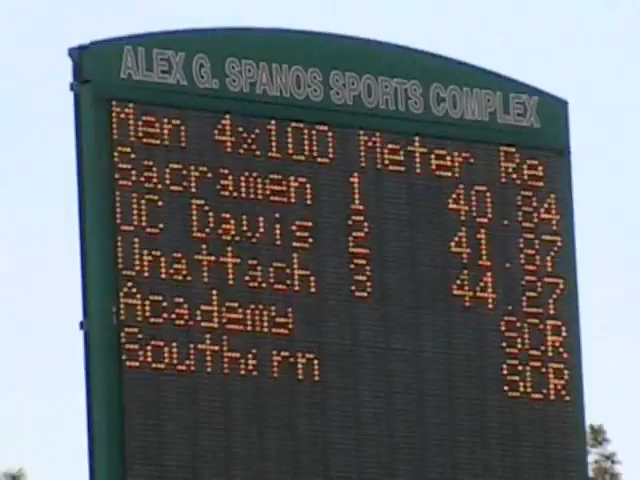 ALEX G. SPANOS SPORTS COMPLEX
Men 4x100 Meter Re
Sacramen 1 40.84
UC Davis 2 41.87
Unattach 3 44.27
Academy SCR
Southern SCR